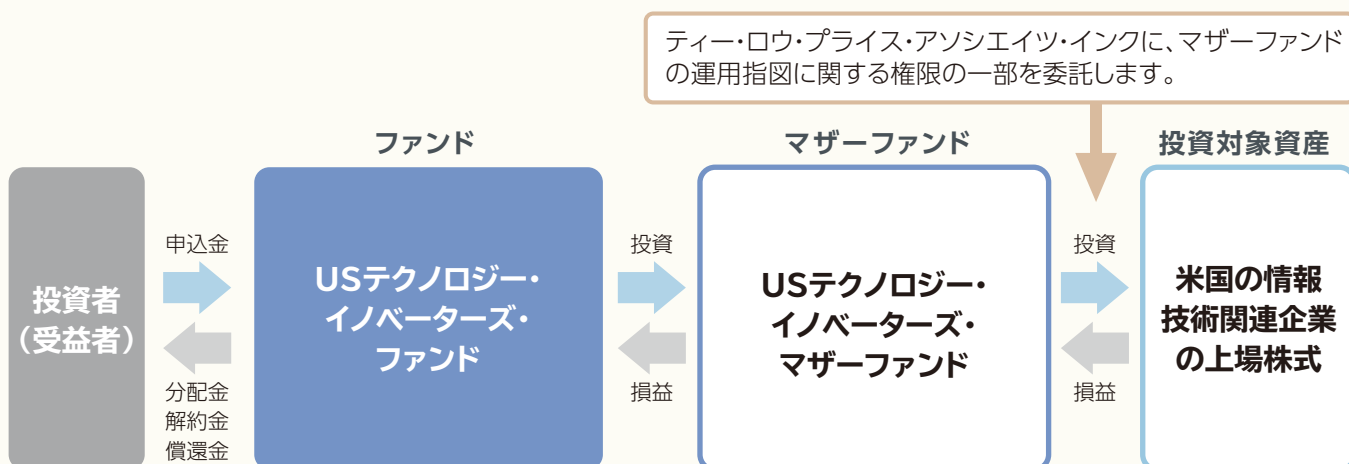 ティー・ロウ・プライス・アソシエイツ・インクに、マザーファンド
の運用指図に関する権限の一部を委託します。
ファンド
マザーファンド
投資対象資産
投資者
（受益者）
申込金
分配金
解約金
償還金
USテクノロジー・
イノベーターズ・
ファンド
投資
損益
USテクノロジー・
イノベーターズ・
マザーファンド
投資
損益
米国の情報
技術関連企業
の上場株式